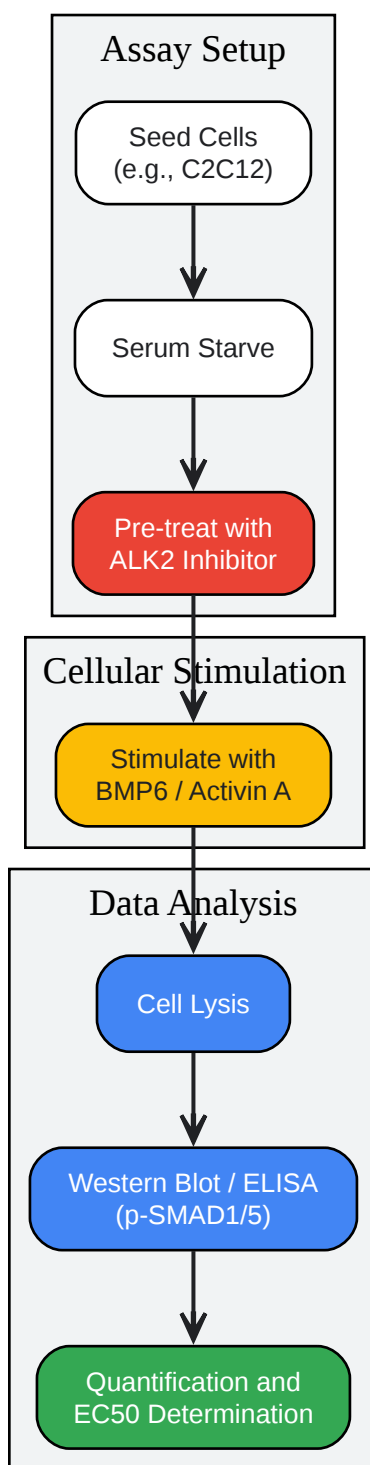 Assay Setup
Seed Cells
(e.g., C2C12)
Serum Starve
Pre-treat with
ALK2 Inhibitor
Cellular Stimulation
Stimulate with
BMP6 / Activin A
Data Analysis
Cell Lysis
Western Blot / ELISA
(p-SMAD1/5)
Quantification and
EC50 Determination